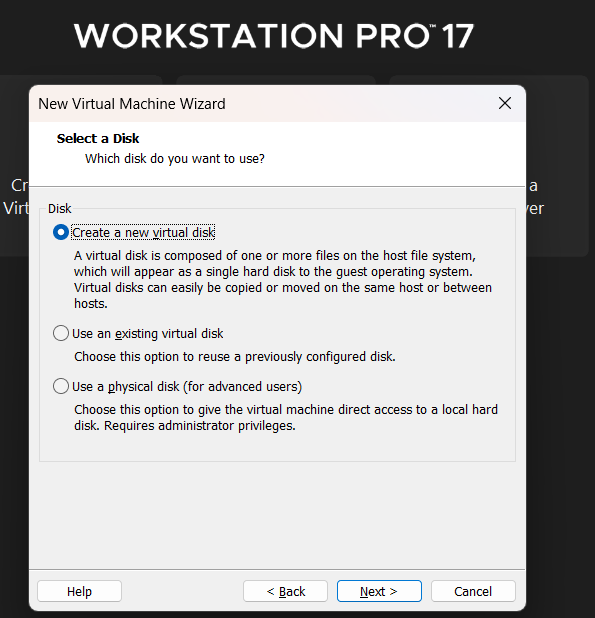 WORKSTATION PRO™ 17
New Virtual Machine Wizard
Select a Disk
Which disk do you want to use?
Disk
Create a new virtual disk
A virtual disk is composed of one or more files on the host file system,
which will appear as a single hard disk to the guest operating system.
Virtual disks can easily be copied or moved on the same host or between
hosts.
Use an existing virtual disk
Choose this option to reuse a previously configured disk.
Use a physical disk (for advanced users)
Choose this option to give the virtual machine direct access to a local hard
disk. Requires administrator privileges.
Help
< Back
Next >
Cancel